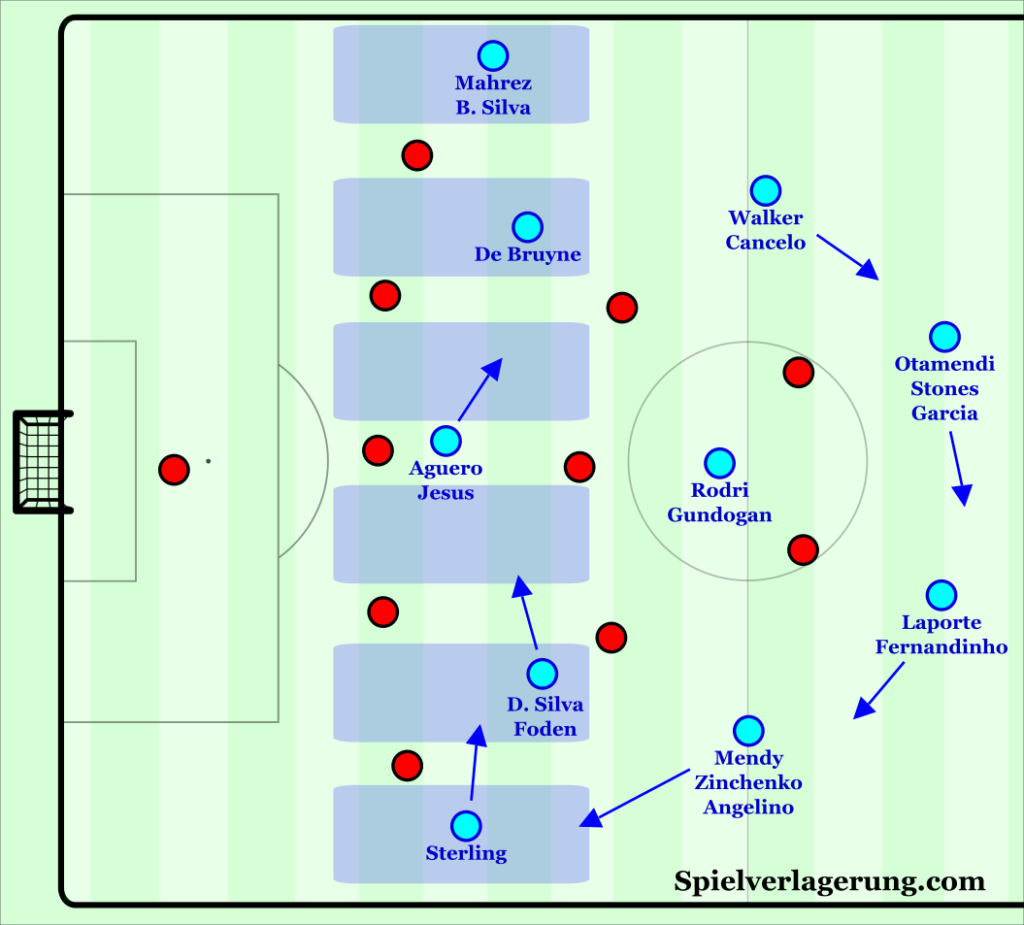 Mahrez
B. Silva
De Bruyne
Walker
Cancelo
Otamendi
Stones
Garcia
Aguero
Jesus
Rodri
Gundogan
Laporte
Fernandinho
D. Silva
Foden
Mendy
Zinchenko
Angelino
Sterling
Spielverlagerung.com